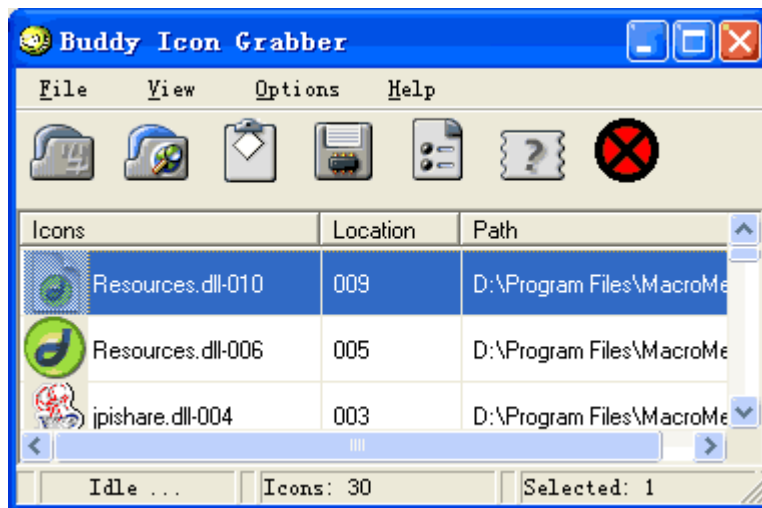 Buddy Icon Grabber
File View Options Help
Icons Location Path
Resources.dll-010 009 D:\Program Files\MacroMe
Resources.dll-006 005 D:\Program Files\MacroMe
jpishare.dll-004 003 D:\Program Files\MacroMe
Idle ... Icons: 30 Selected: 1